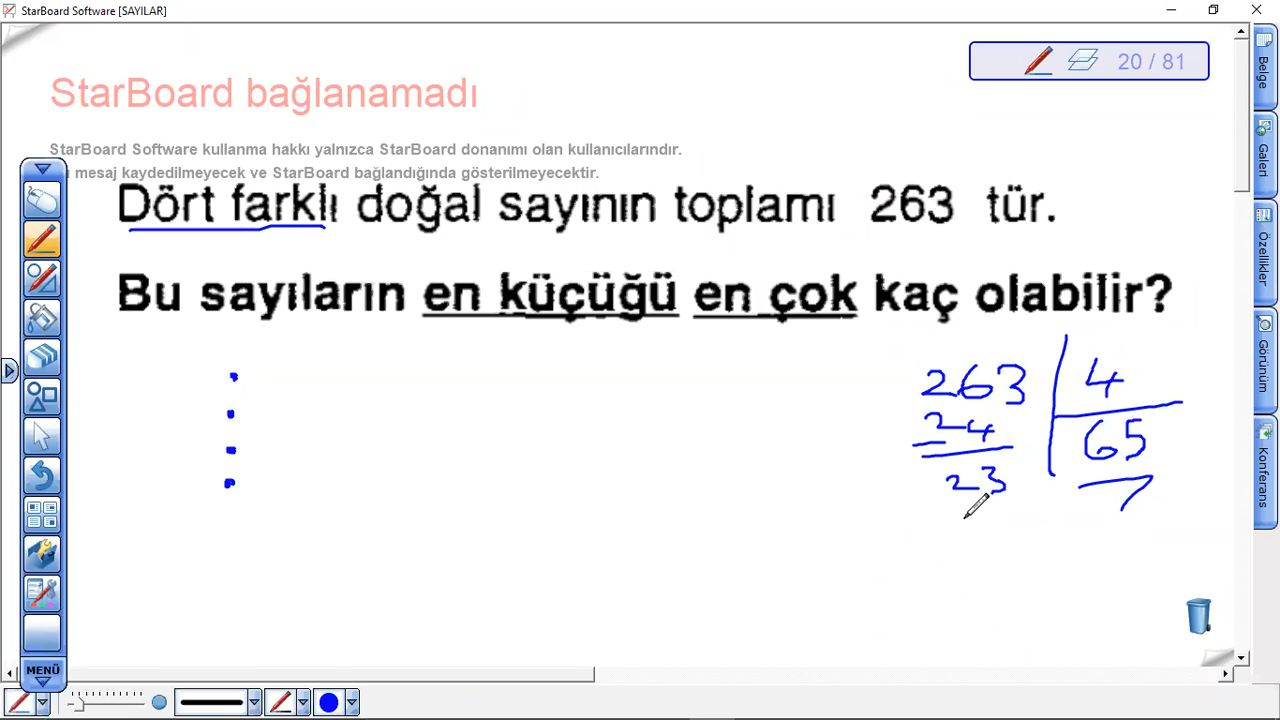 StarBoard Software [SAYILAR]
20 / 81
StarBoard bağlanamadı
StarBoard Software kullanma hakkı yalnızca StarBoard donanımı olan kullanıcılarındır.
mesaj kaydedilmeyecek ve StarBoard bağlandığında gösterilmeyecektir.
Dört farklı doğal sayının toplamı 263 tür.
Bu sayıların en küçüğü en çok kaç olabilir?
263 4
24 65
23
MENÜ
Belge
Galeri
Özellikler
Görünüm
Konferans